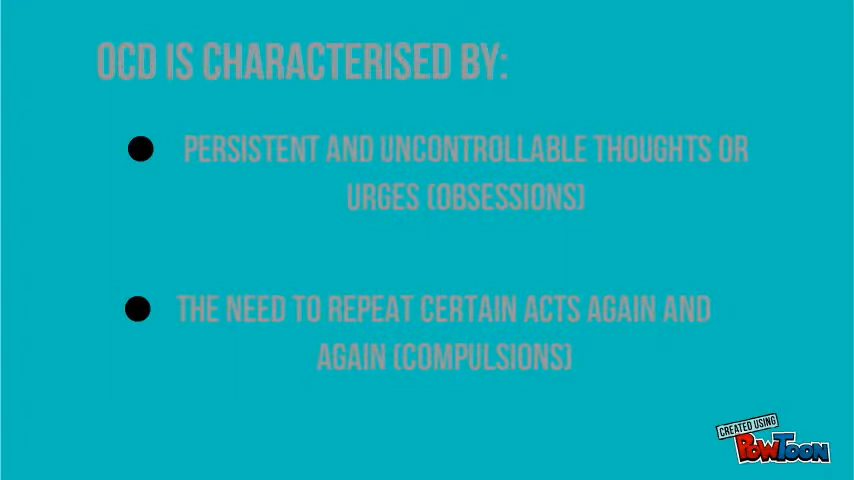 OCD IS CHARACTERISED BY:
PERSISTENT AND UNCONTROLLABLE THOUGHTS OR
URGES (OBSESSIONS)
THE NEED TO REPEAT CERTAIN ACTS AGAIN AND
AGAIN (COMPULSIONS)
CREATED USING
POWTOON